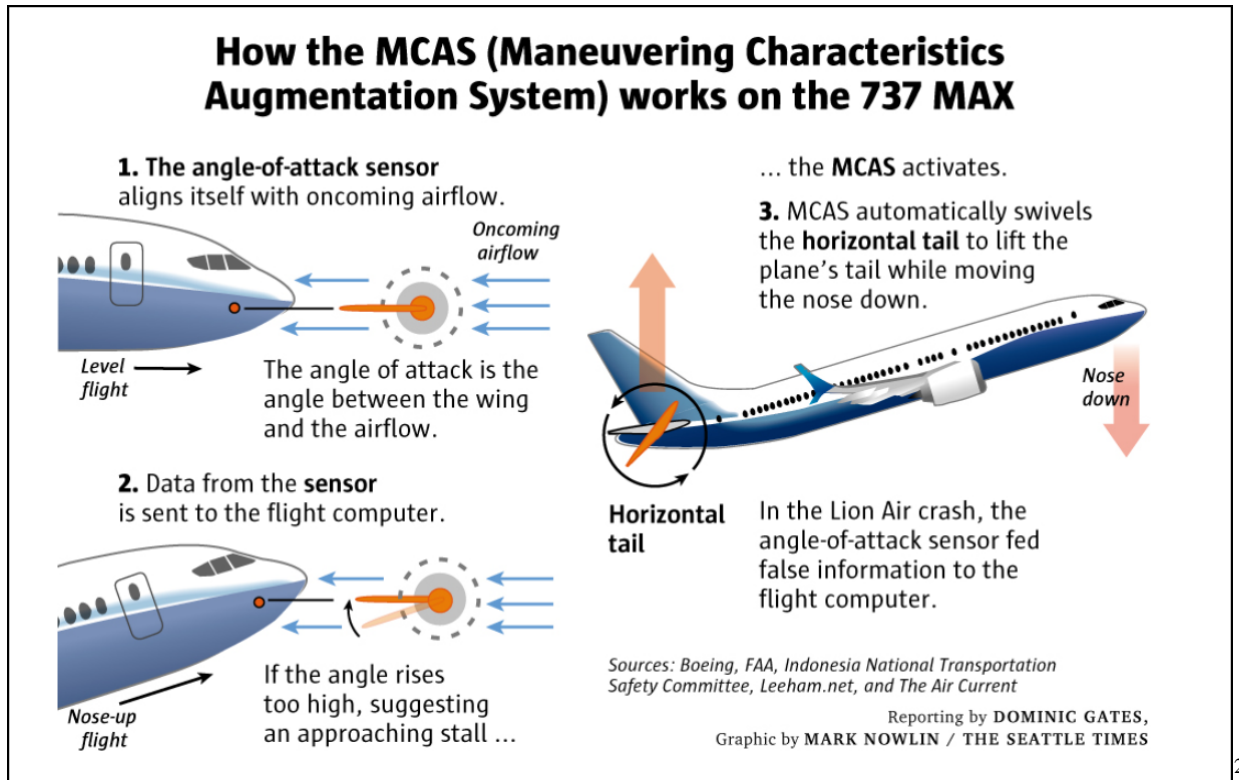 How the MCAS (Maneuvering Characteristics
Augmentation System) works on the 737 MAX
1. The angle-of-attack sensor
aligns itself with oncoming airflow.
Oncoming
airflow
Level
flight
The angle of attack is the
angle between the wing
and the airflow.
2. Data from the sensor
is sent to the flight computer.
Nose-up
flight
If the angle rises
too high, suggesting
an approaching stall ...
... the MCAS activates.
3. MCAS automatically swivels
the horizontal tail to lift the
plane's tail while moving
the nose down.
Nose
down
Horizontal
tail
In the Lion Air crash, the
angle-of-attack sensor fed
false information to the
flight computer.
Sources: Boeing, FAA, Indonesia National Transportation
Safety Committee, Leeham.net, and The Air Current
Reporting by DOMINIC GATES,
Graphic by MARK NOWLIN / THE SEATTLE TIMES
2